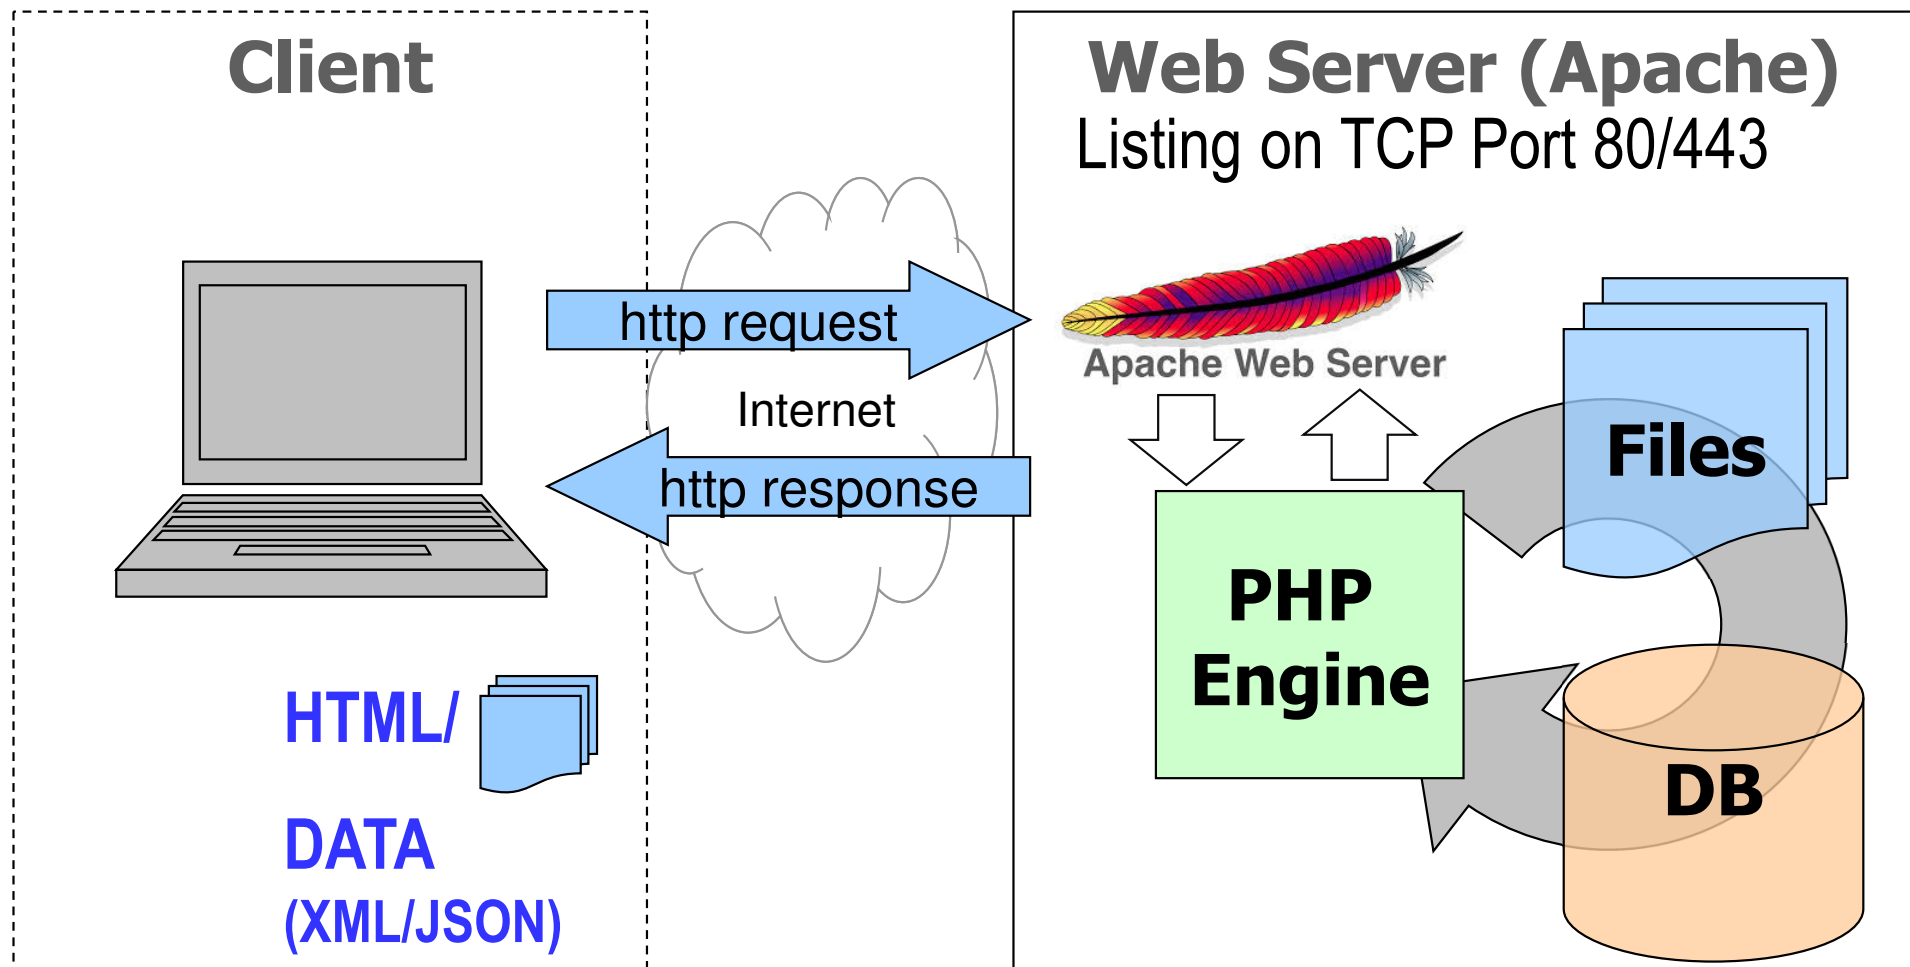 Client
Web Server (Apache)
Listing on TCP Port 80/443
http request
Apache Web Server
Internet
Files
http response
PHP
Engine
HTML/
DB
DATA
(XML/JSON)